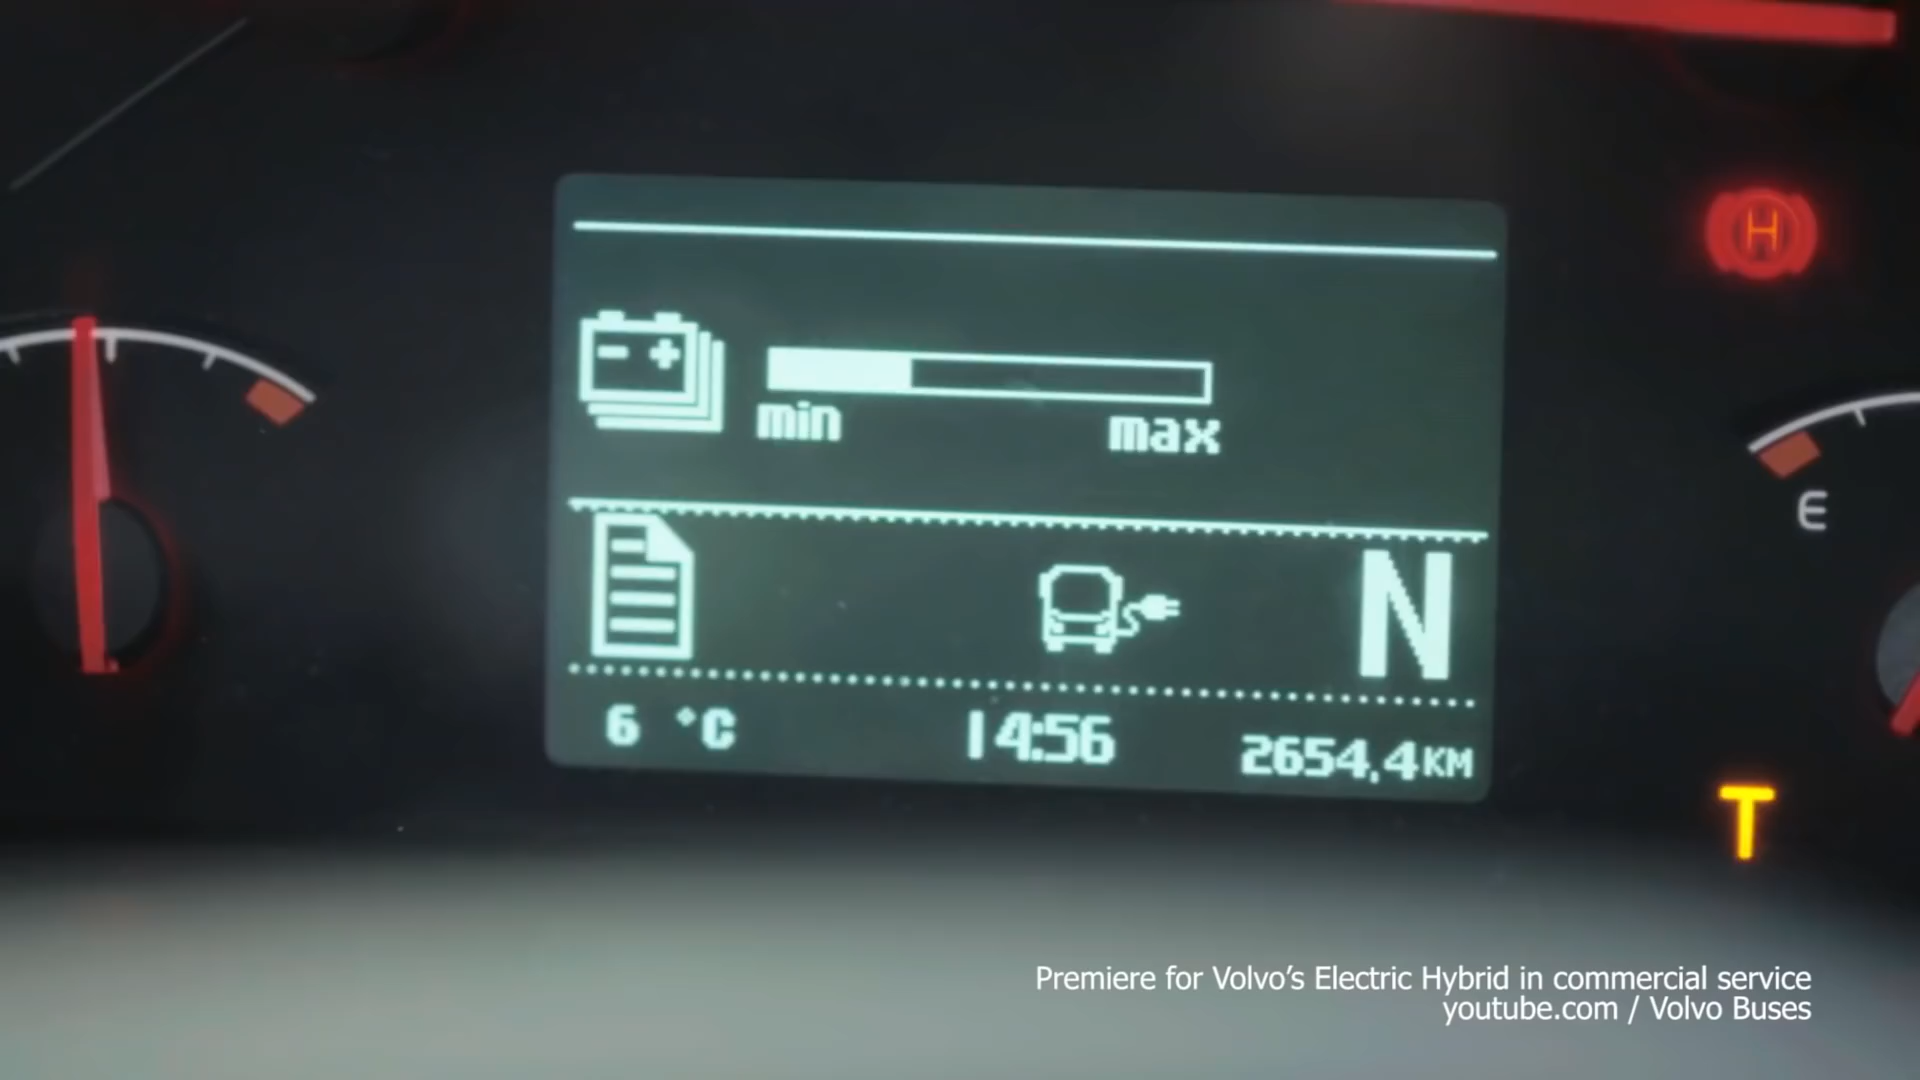 H
- +
min max
E
N
6 °C 14:56 2654,4KM
T
Premiere for Volvo’s Electric Hybrid in commercial service
youtube.com / Volvo Buses